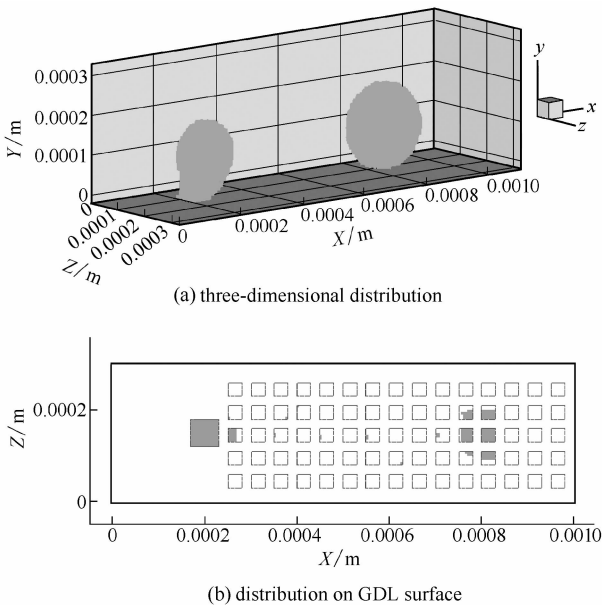 0.0003
0.0002
0.0001
0
Y/m
0
0.0001
0.0002
0.0003
Z/m
0
0.0002
0.0004
0.0006
0.0008
0.0010
X/m
y
x
z
(a) three-dimensional distribution
0.0002
0
Z/m
0 0.0002 0.0004 0.0006 0.0008 0.0010
X/m
(b) distribution on GDL surface